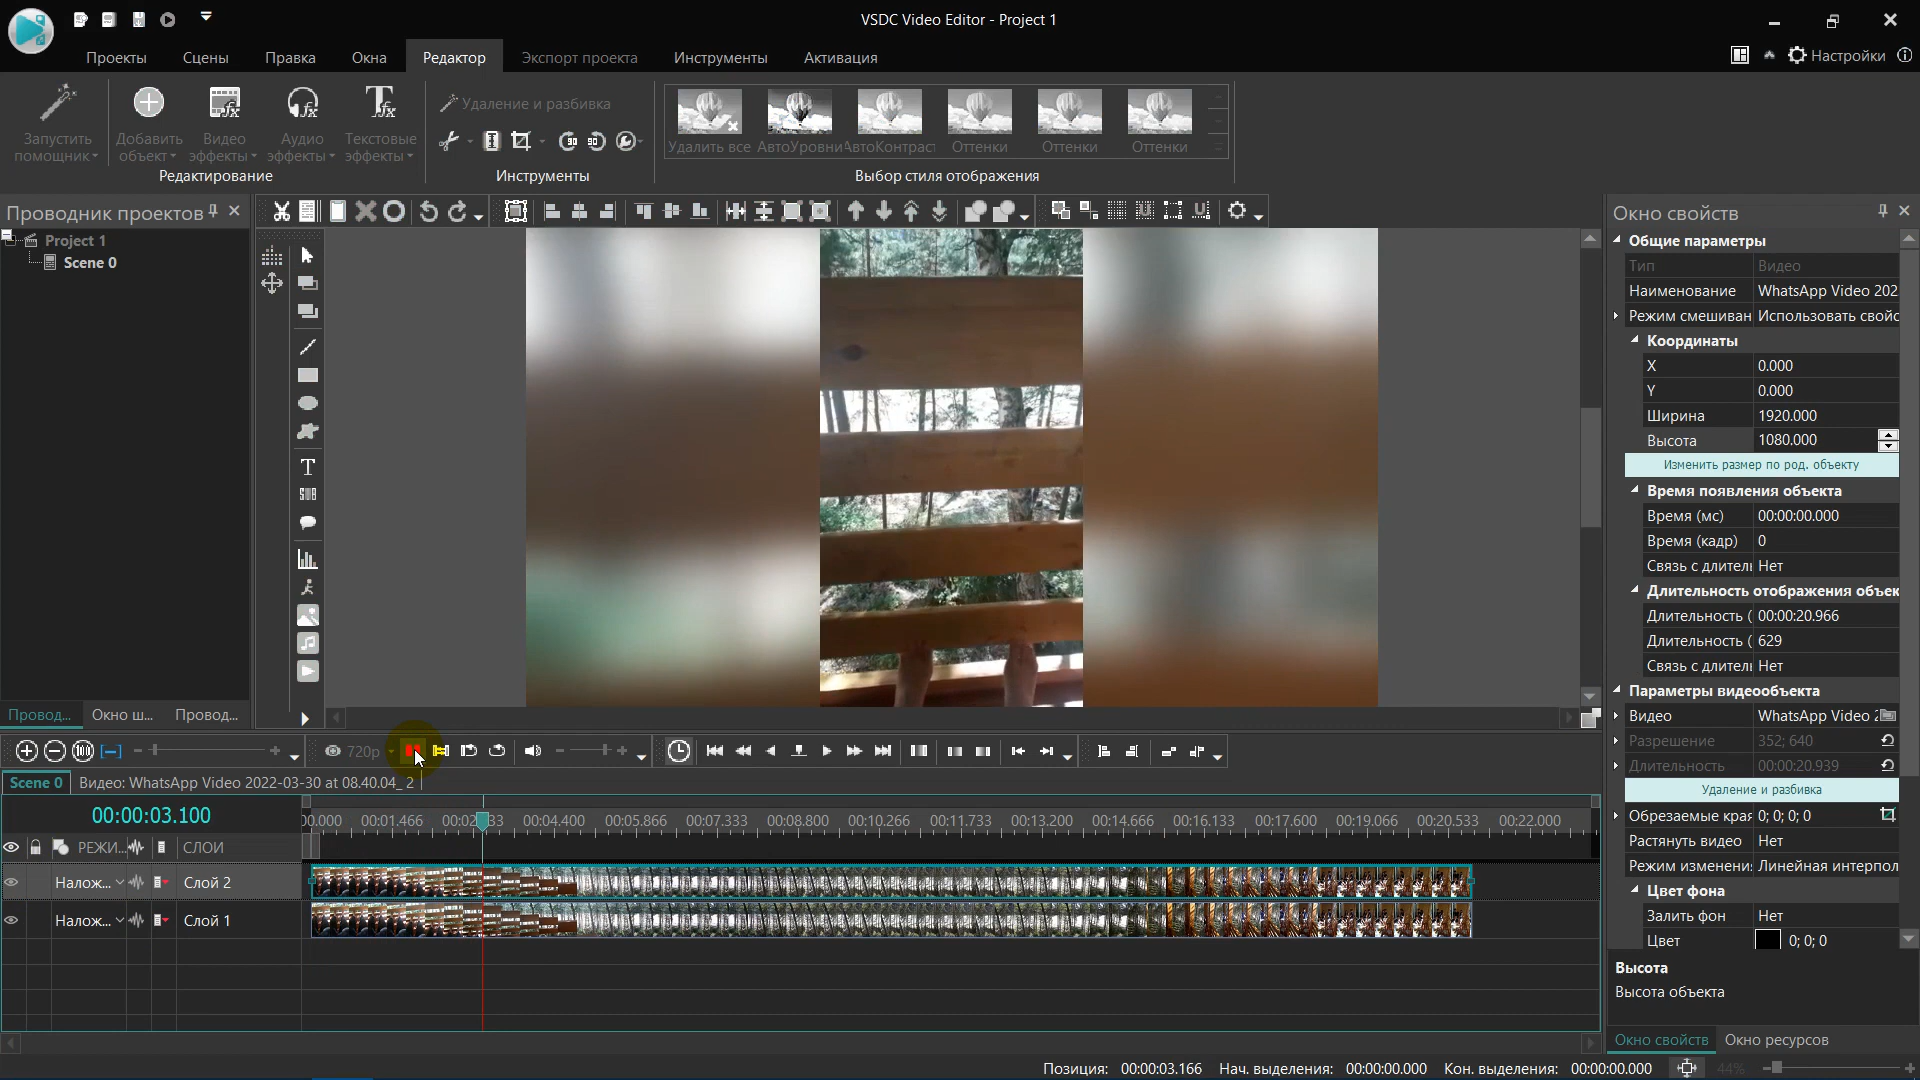 VSDC Video Editor - Project 1
Проекты Сцены Правка Окна Редактор Экспорт проекта Инструменты Активация Настройки
Запустить помощник
Добавить объект
Видео эффекты
Аудио эффекты
Текстовые эффекты
Редактирование
Удаление и разбивка
Инструменты
Удалить все АвтоУровни АвтоКонтраст Оттенки Оттенки Оттенки
Выбор стиля отображения
Проводник проектов
Project 1
Scene 0
Провод... Окно ш... Провод...
Окно свойств
Общие параметры
Тип Видео
Наименование WhatsApp Video 202
Режим смешиван Использовать свойс
Координаты
X 0.000
Y 0.000
Ширина 1920.000
Высота 1080.000
Изменить размер по род. объекту
Время появления объекта
Время (мс) 00:00:00.000
Время (кадр) 0
Связь с длител Нет
Длительность отображения объек
Длительность ( 00:00:20.966
Длительность ( 629
Связь с длител Нет
Параметры видеообъекта
Видео WhatsApp Video 2
Разрешение 352; 640
Длительность 00:00:20.939
Удаление и разбивка
Обрезаемые края 0; 0; 0; 0
Растянуть видео Нет
Режим изменени Линейная интерпол
Цвет фона
Залить фон Нет
Цвет 0; 0; 0
Высота
Высота объекта
Окно свойств Окно ресурсов
720p
Scene 0 Видео: WhatsApp Video 2022-03-30 at 08.40.04_ 2
00:00:03.100
0.000 00:01.466 00:02 33 00:04.400 00:05.866 00:07.333 00:08.800 00:10.266 00:11.733 00:13.200 00:14.666 00:16.133 00:17.600 00:19.066 00:20.533 00:22.000
РЕЖИ... СЛОИ
Налож... Слой 2
Налож... Слой 1
Позиция: 00:00:03.166 Нач. выделения: 00:00:00.000 Кон. выделения: 00:00:00.000 44%